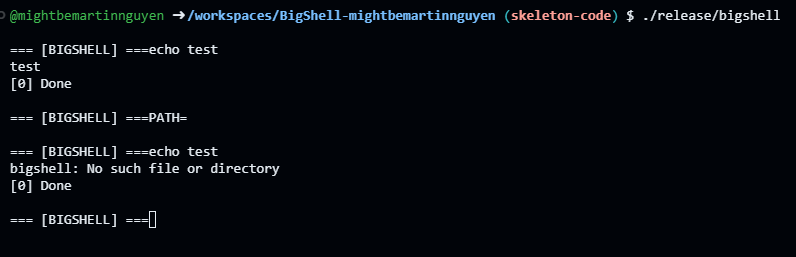 @mightbemartinnguyen ➜/workspaces/BigShell-mightbemartinnguyen (skeleton-code) $ ./release/bigshell
=== [BIGSHELL] ===echo test
test
[0] Done
=== [BIGSHELL] ===PATH=
=== [BIGSHELL] ===echo test
bigshell: No such file or directory
[0] Done
=== [BIGSHELL] ===